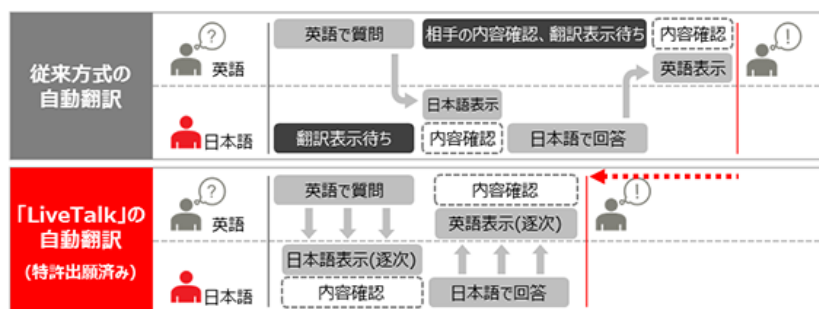 従来方式の
自動翻訳
?
英語
英語で質問
相手の内容確認、翻訳表示待ち
内容確認
英語表示
!
日本語表示
日本語
翻訳表示待ち
内容確認
日本語で回答
「LiveTalk」の
自動翻訳
(特許出願済み)
?
英語
英語で質問
内容確認
英語表示(逐次)
!
日本語表示(逐次)
日本語
内容確認
日本語で回答